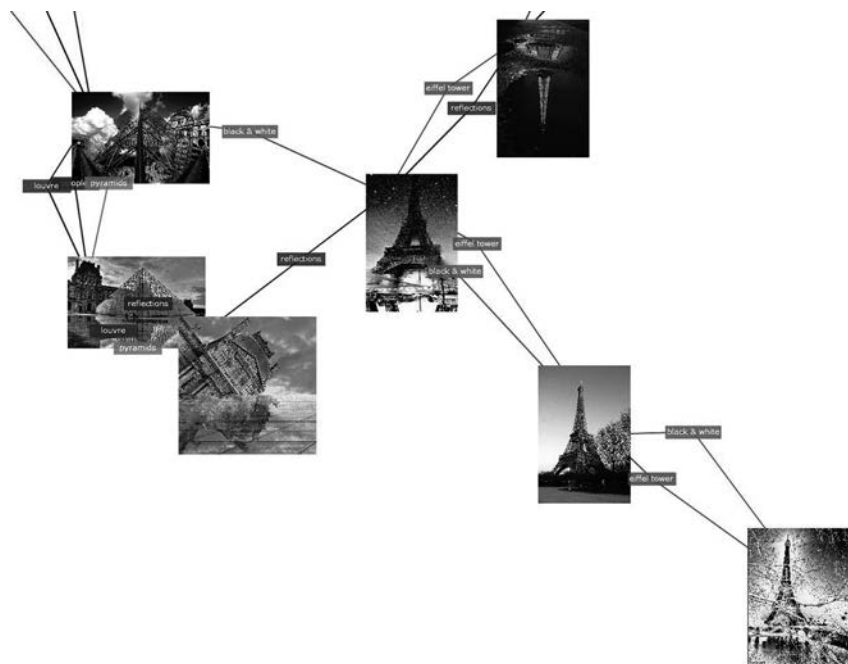 eiffel tower
reflections
black & white
louvre
pyramids
eiffel tower
reflections
black & white
reflections
louvre
pyramids
black & white
eiffel tower